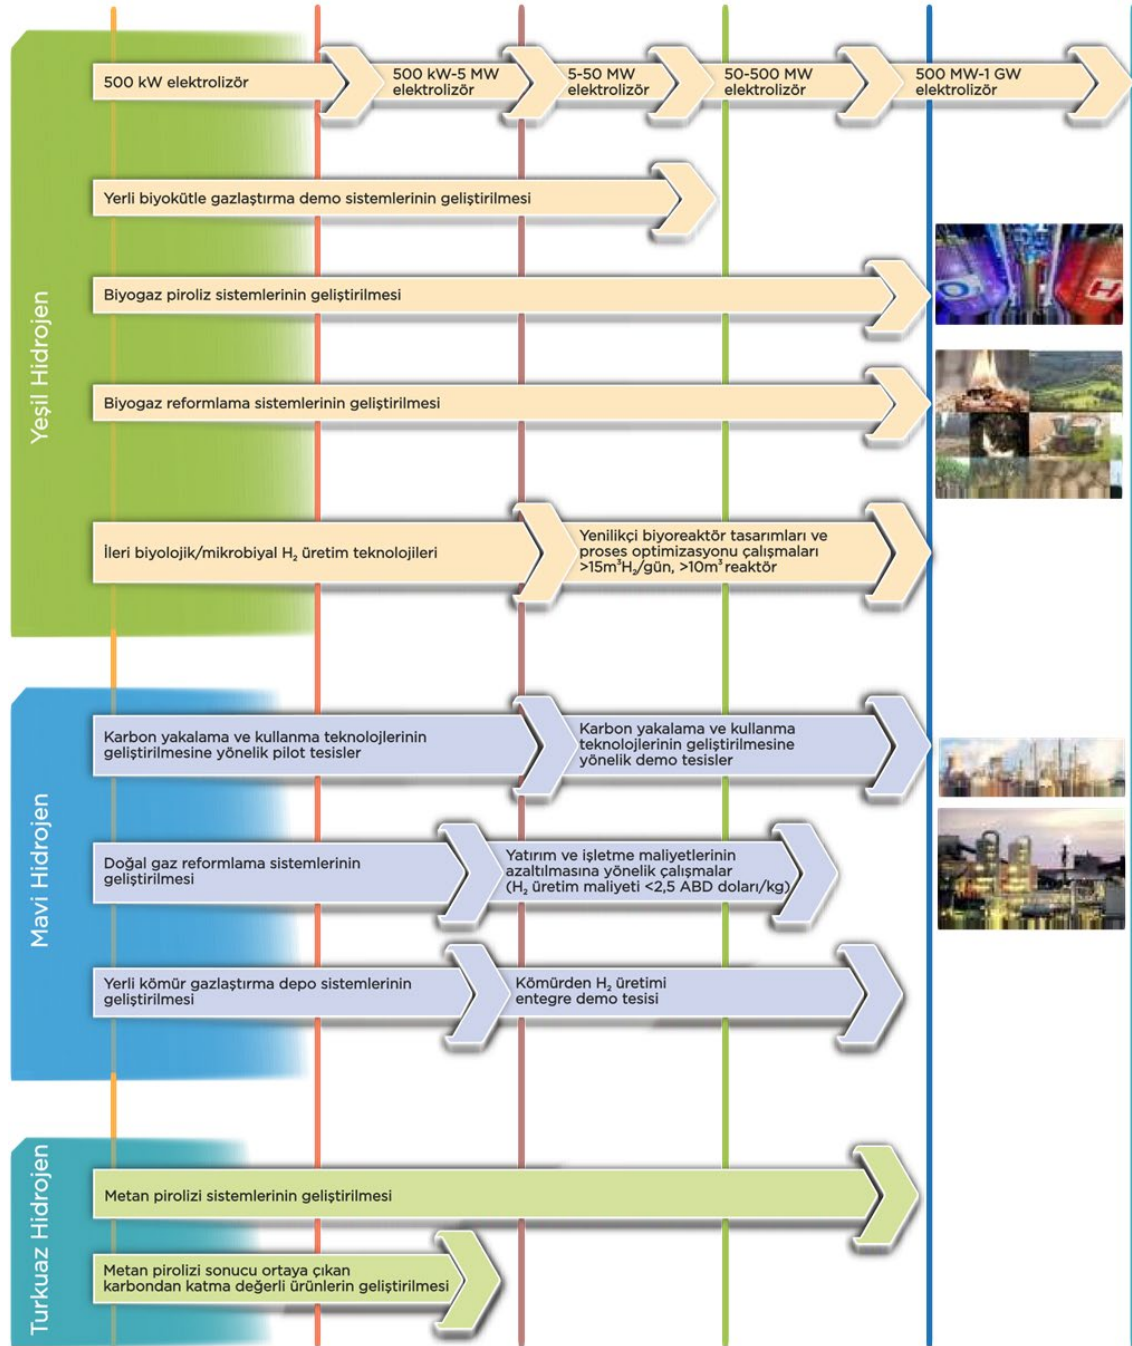 Yeşil Hidrojen
500 kW elektrolizör
500 kW-5 MW
elektrolizör
5-50 MW
elektrolizör
50-500 MW
elektrolizör
500 MW-1 GW
elektrolizör
Yerli biyokütle gazlaştırma demo sistemlerinin geliştirilmesi
Biyogaz piroliz sistemlerinin geliştirilmesi
Biyogaz reformlama sistemlerinin geliştirilmesi
İleri biyolojik/mikrobiyal H₂ üretim teknolojileri
Yenilikçi biyoreaktör tasarımları ve
proses optimizasyonu çalışmaları
>15m³H₂/gün, >10m³ reaktör
O₂
H
Mavi Hidrojen
Karbon yakalama ve kullanma teknolojlerinin
geliştirilmesine yönelik pilot tesisler
Karbon yakalama ve kullanma
teknolojlerinin geliştirilmesine
yönelik demo tesisler
Doğal gaz reformlama sistemlerinin
geliştirilmesi
Yatırım ve işletme maliyetlerinin
azaltılmasına yönelik çalışmalar
(H₂ üretim maliyeti <2,5 ABD doları/kg)
Yerli kömür gazlaştırma depo sistemlerinin
geliştirilmesi
Kömürden H₂ üretimi
entegre demo tesisi
Turkuaz Hidrojen
Metan pirolizi sistemlerinin geliştirilmesi
Metan pirolizi sonucu ortaya çıkan
karbondan katma değerli ürünlerin geliştirilmesi